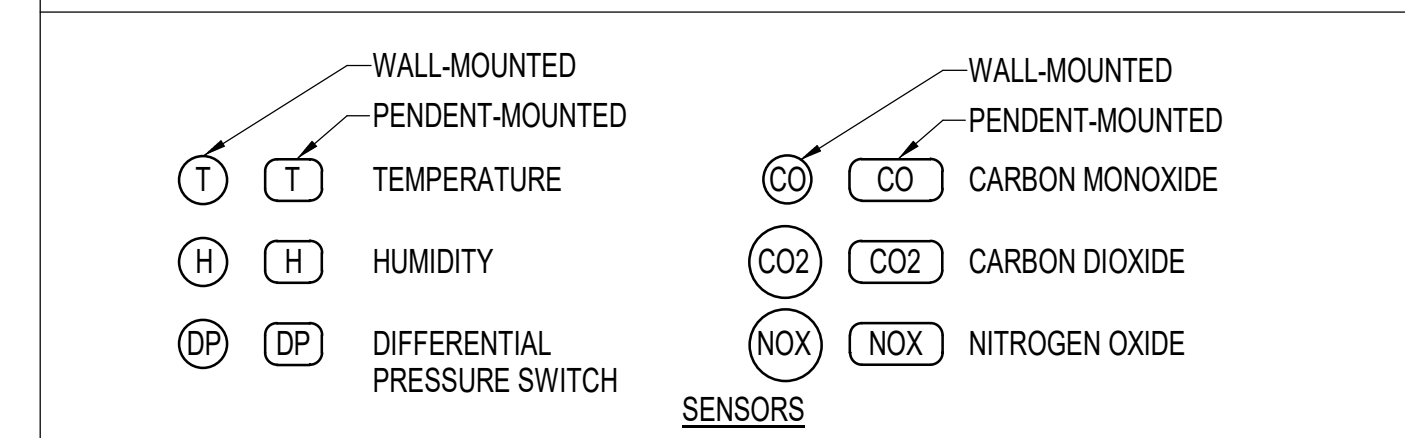 WALL-MOUNTED
PENDENT-MOUNTED
T T TEMPERATURE
H H HUMIDITY
DP DP DIFFERENTIAL
PRESSURE SWITCH
WALL-MOUNTED
PENDENT-MOUNTED
CO CO CARBON MONOXIDE
CO2 CO2 CARBON DIOXIDE
NOX NOX NITROGEN OXIDE
SENSORS